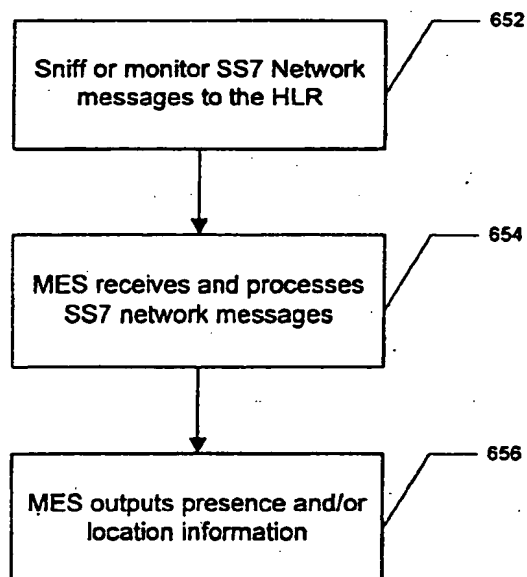 652
Sniff or monitor SS7 Network
messages to the HLR
654
MES receives and processes
SS7 network messages
656
MES outputs presence and/or
location information